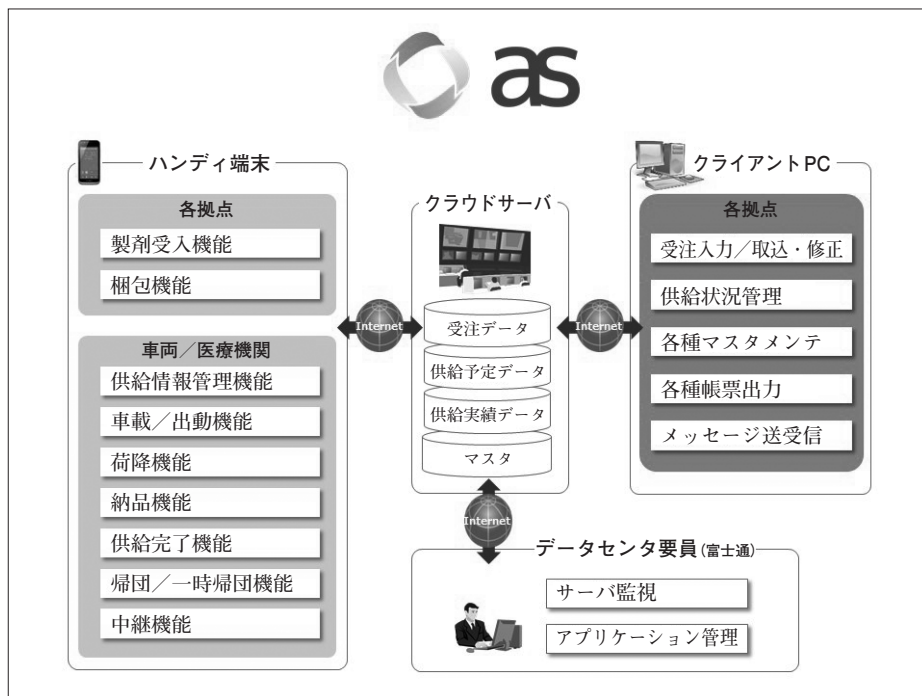 as
ハンディ端末
各拠点
製剤受入機能
梱包機能
車両／医療機関
供給情報管理機能
車載／出動機能
荷降機能
納品機能
供給完了機能
帰団／一時帰団機能
中継機能
Internet
クラウドサーバ
受注データ
供給予定データ
供給実績データ
マスタ
Internet
クライアントPC
各拠点
受注入力／取込・修正
供給状況管理
各種マスタメンテ
各種帳票出力
メッセージ送受信
Internet
データセンタ要員(富士通)
サーバ監視
アプリケーション管理